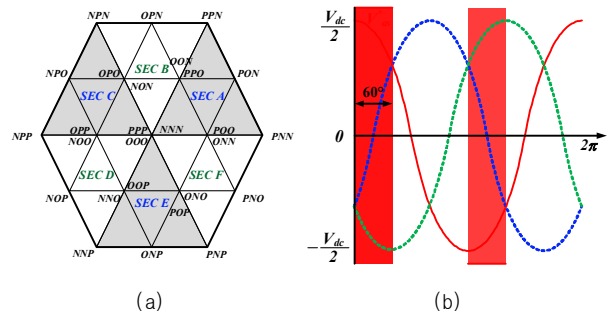 NPN OPN PPN
OON
NPO OPO SEC B PPO PON
NON
SEC C SEC A
NPP OPP PPP NNN POO PNN
NOO OOO ONN
SEC D SEC F
NOP NNO OOP ONO PNO
SEC E POP
NNP ONP PNP
(a)
V_dc
2
60°
0
2π
V_dc
2
(b)